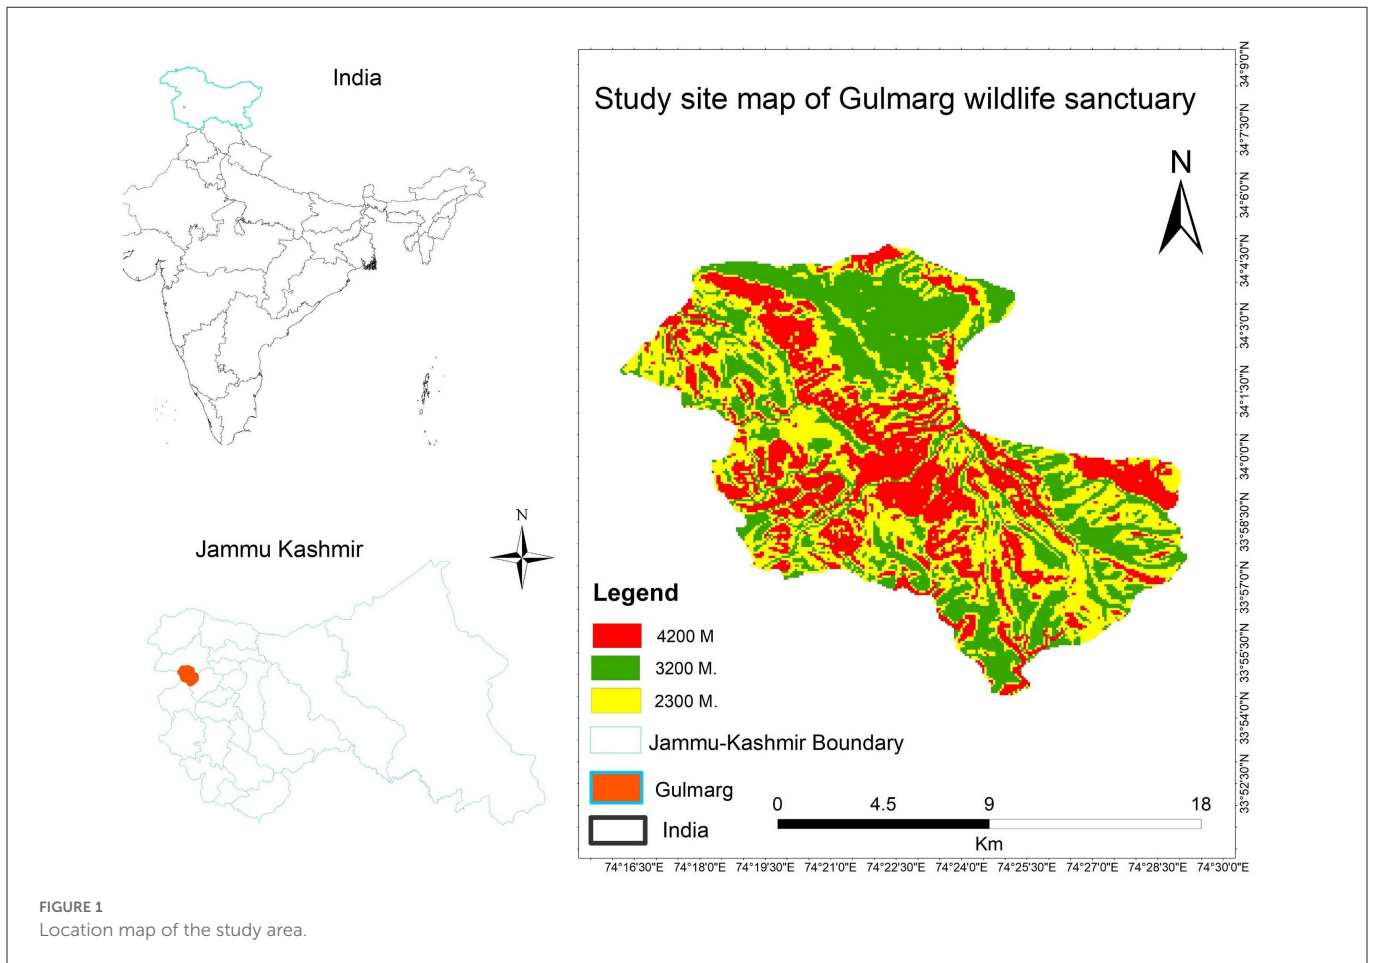 India
Study site map of Gulmarg wildlife sanctuary
N
34°9'0"N
34°7'30"N
34°6'0"N
34°4'30"N
34°3'0"N
34°1'30"N
34°0'0"N
33°58'30"N
33°57'0"N
33°55'30"N
33°54'0"N
33°52'30"N
N
Jammu Kashmir
Legend
4200 M
3200 M.
2300 M.
Jammu-Kashmir Boundary
Gulmarg
India
0 4.5 9 18
Km
74°16'30"E 74°18'0"E 74°19'30"E 74°21'0"E 74°22'30"E 74°24'0"E 74°25'30"E 74°27'0"E 74°28'30"E 74°30'0"E
FIGURE 1
Location map of the study area.